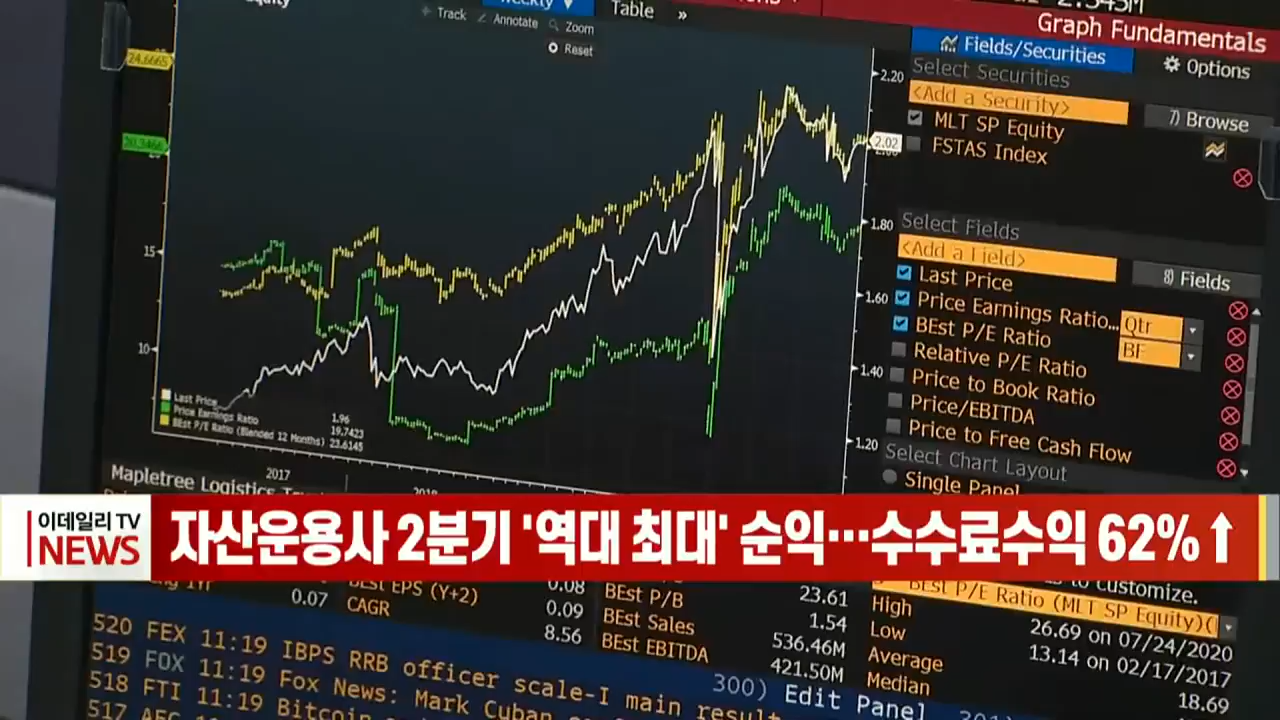 Weekly
Table »
Track Annotate Zoom
Reset
Graph Fundamentals
Fields/Securities
Options
Select Securities
<Add a Security>
7) Browse
MLT SP Equity
FSTAS Index
24.6665
20.3466
15
10
2.20
2.02
1.80
1.60
1.40
1.20
Select Fields
<Add a Field>
8) Fields
Last Price
Price Earnings Ratio... Qtr
BEst P/E Ratio BF
Relative P/E Ratio
Price to Book Ratio
Price/EBITDA
Price to Free Cash Flow
Select Chart Layout
Single Panel
Last Price 1.96
Price Earnings Ratio 19.7423
BEst P/E Ratio (Blended 12 Months) 23.6145
2017
2018
Mapletree Logistics
이데일리 TV
NEWS
자산운용사 2분기 '역대 최대' 순익…수수료수익 62%↑
0.07
BEst EPS (Y+2) 0.08
CAGR 0.09
8.56
BEst P/B 23.61
BEst Sales 1.54
BEst EBITDA 536.46M
421.50M
to customize.
BEst P/E Ratio (MLT SP Equity)(
High 26.69 on 07/24/2020
Low 13.14 on 02/17/2017
Average 18.69
Median
300) Edit Panel
520 FEX 11:19 IBPS RRB officer scale-I main result
519 FOX 11:19 Fox News: Mark Cuban
518 FTI 11:19 Bitcoin
517